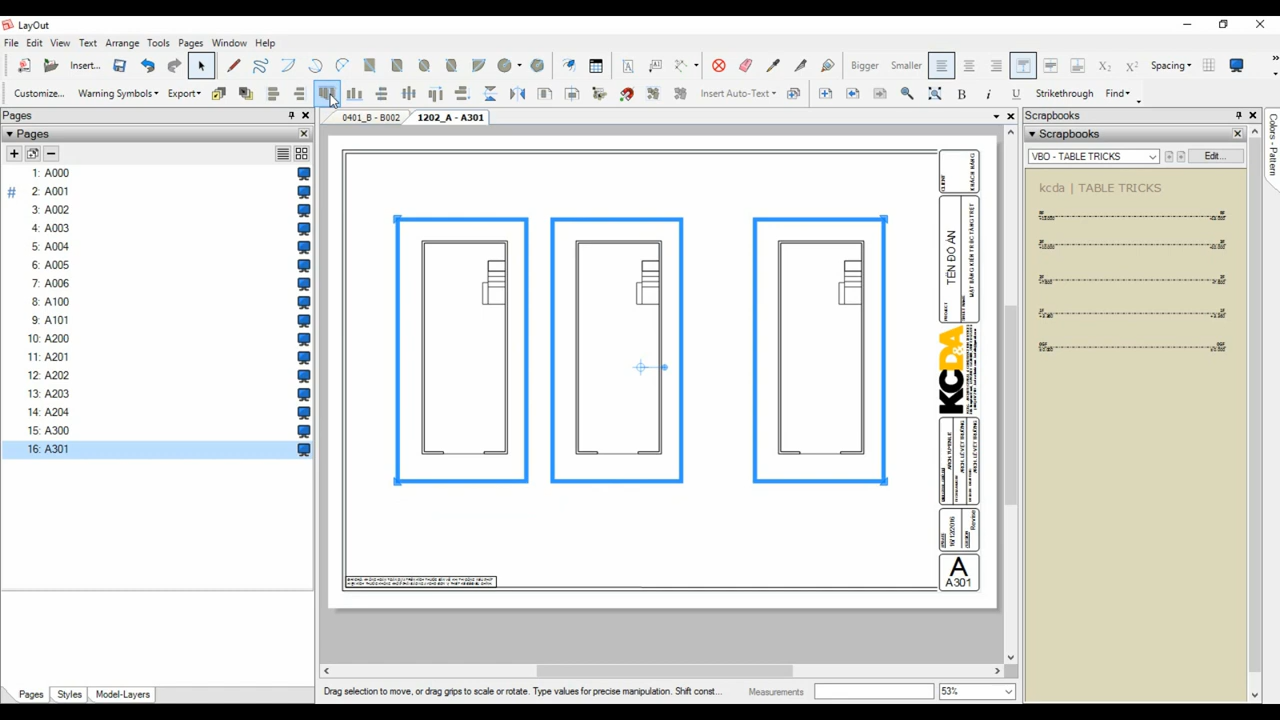 LayOut
File Edit View Text Arrange Tools Pages Window Help
Insert... Bigger Smaller Spacing
Customize... Warning Symbols Export Insert Auto-Text Strikethrough Find
Pages
0401_B - B002
1202_A - A301
Scrapbooks
Colors - Pattern
Pages
Scrapbooks
VBO - TABLE TRICKS
Edit...
kcda | TABLE TRICKS
1: A000
2: A001
3: A002
4: A003
5: A004
6: A005
7: A006
8: A100
9: A101
10: A200
11: A201
12: A202
13: A203
14: A204
15: A300
16: A301
CLIENT
KHÁCH HÀNG
TÊN ĐỒ ÁN
KCDA
A
A301
Pages Styles Model-Layers
Drag selection to move, or drag grips to scale or rotate. Type values for precise manipulation. Shift const...
Measurements
53%